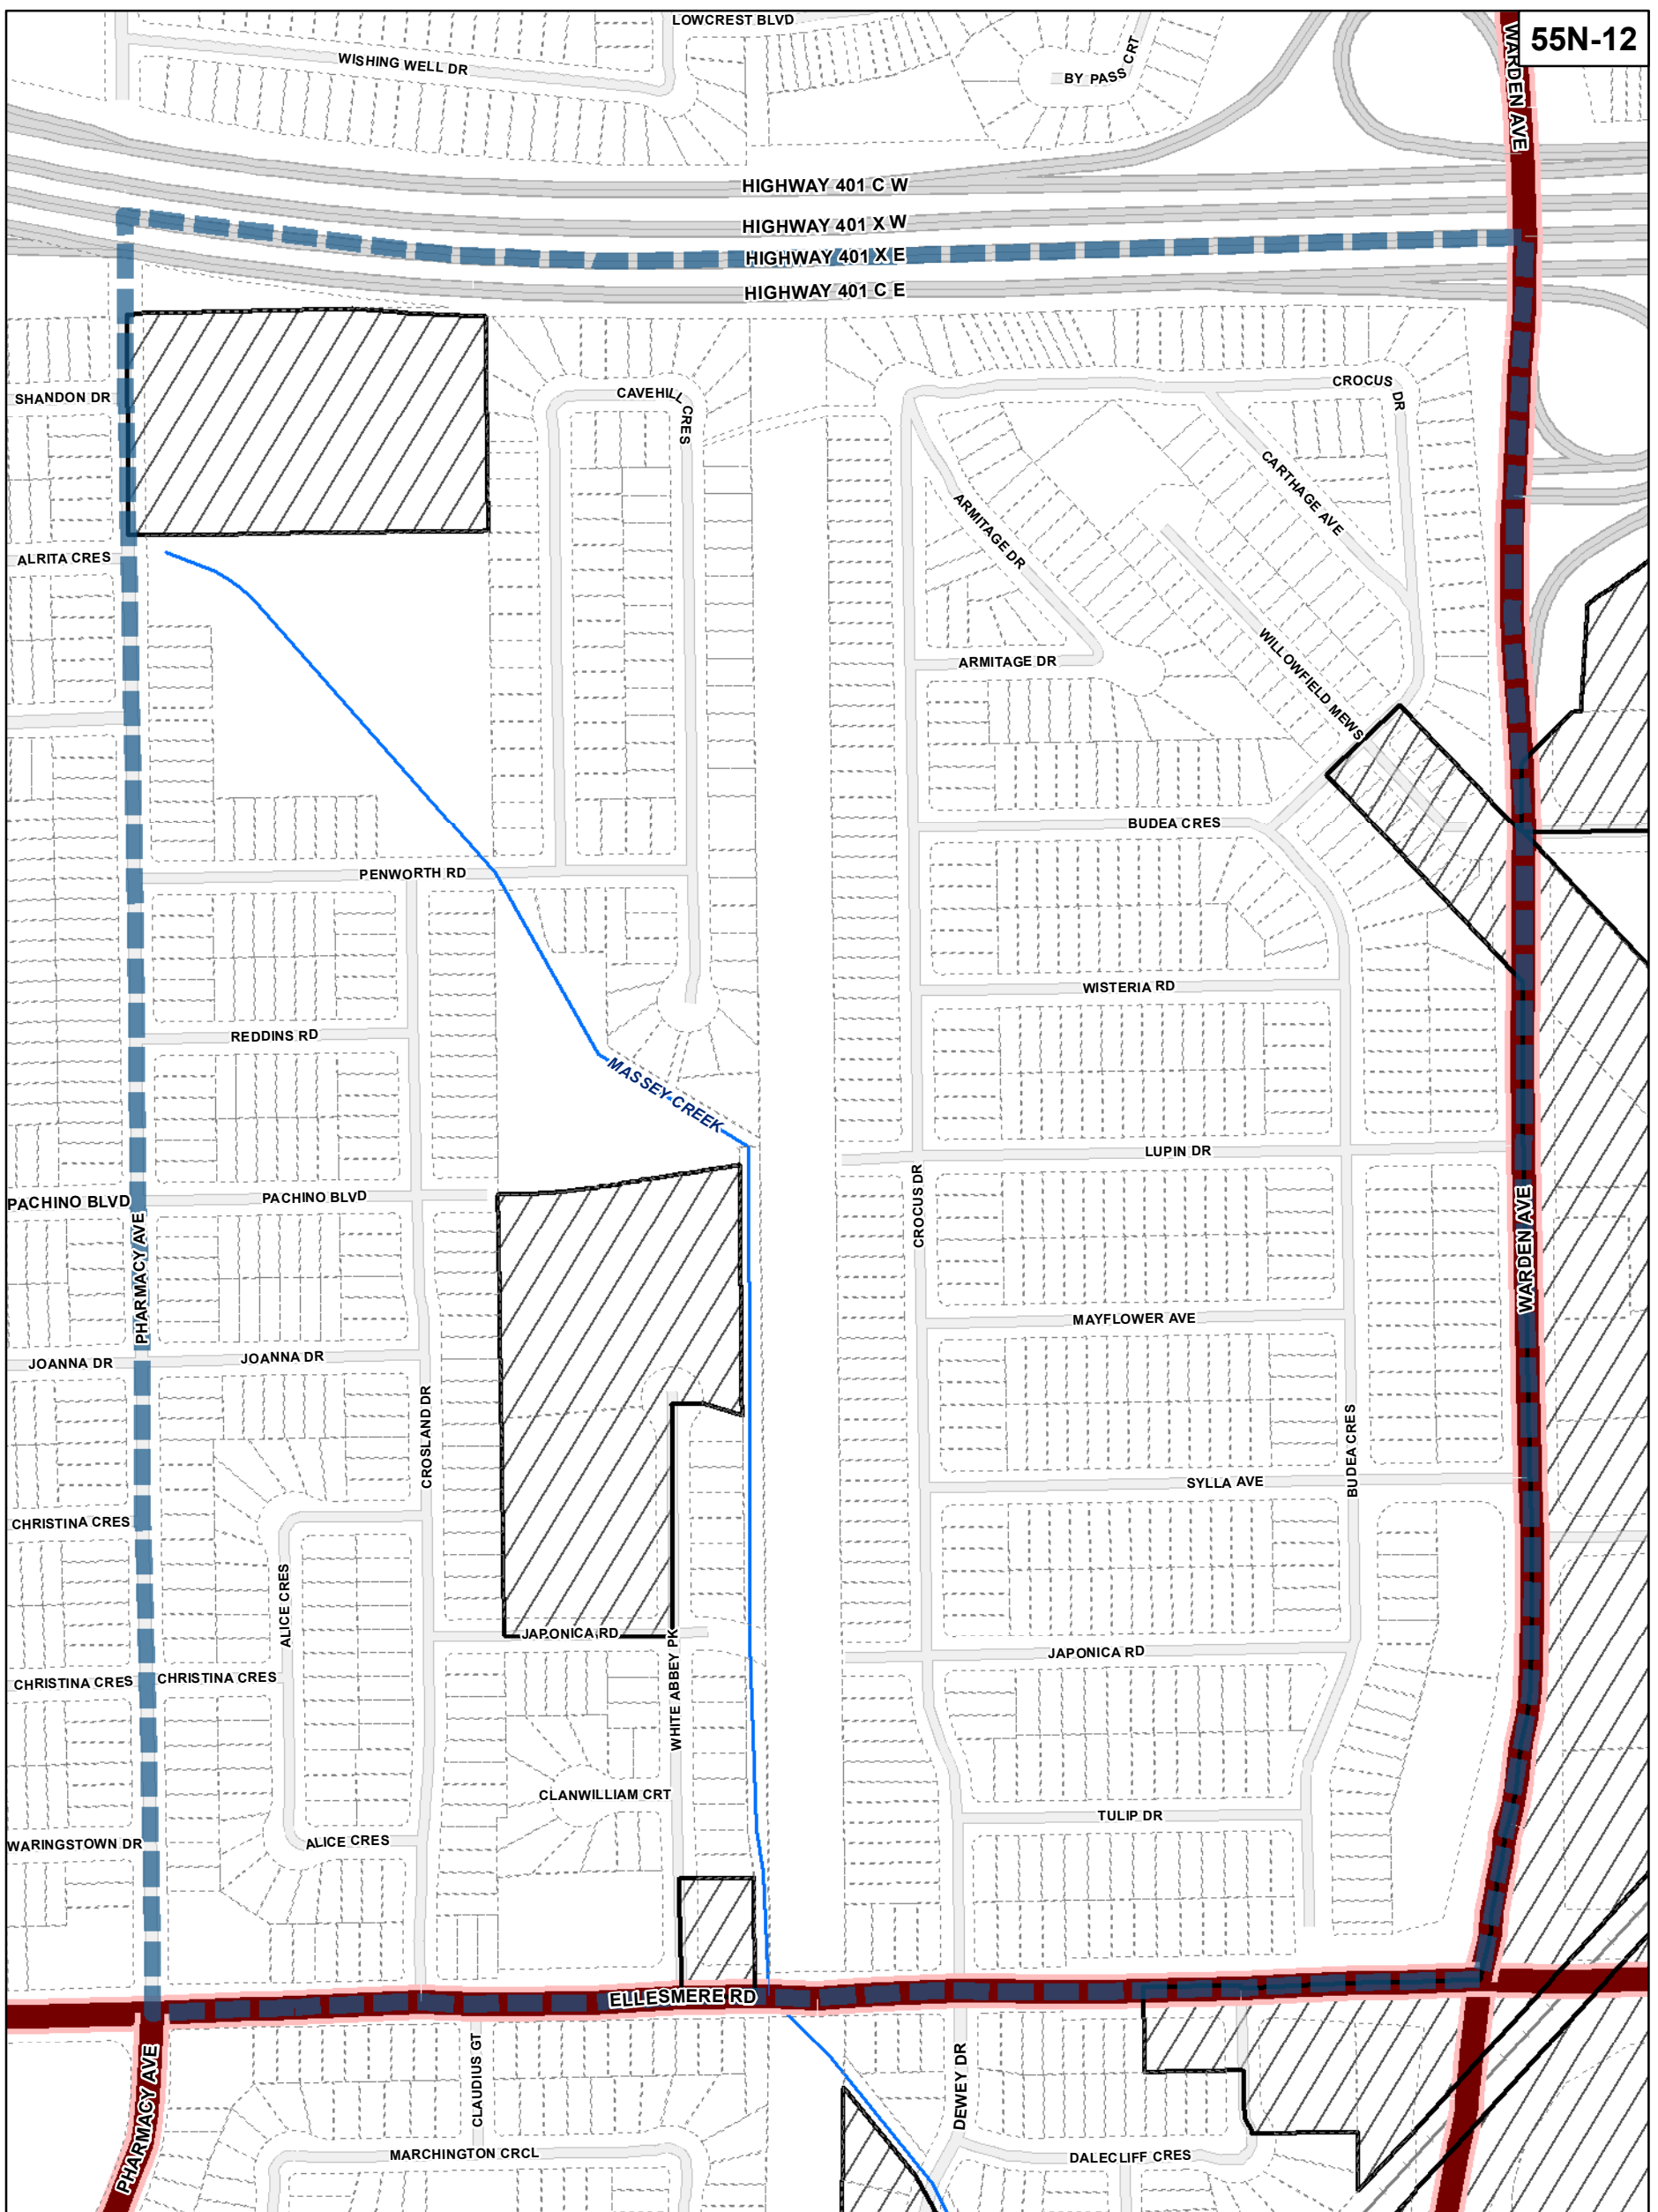 LOWCREST BLVD
55N-12
WARDEN AVE
WISHING WELL DR
BY PASS CRT
HIGHWAY 401 C W
HIGHWAY 401 X W
HIGHWAY 401 X E
HIGHWAY 401 C E
SHANDON DR
CAVEHILL CRES
CROCUS DR
CARTHAGE AVE
ARMITAGE DR
ALRITA CRES
WILLOWFIELD MEWS
ARMITAGE DR
BUDEA CRES
PENWORTH RD
WISTERIA RD
REDDINS RD
MASSEY CREEK
LUPIN DR
PACHINO BLVD
PACHINO BLVD
CROCUS DR
WARDEN AVE
PHARMACY AVE
MAYFLOWER AVE
JOANNA DR
JOANNA DR
CROSLAND DR
BUDEA CRES
SYLLA AVE
CHRISTINA CRES
ALICE CRES
JAPONICA RD
JAPONICA RD
CHRISTINA CRES
CHRISTINA CRES
WHITE ABBEY PK
CLANWILLIAM CRT
TULIP DR
WARINGSTOWN DR
ALICE CRES
ELLESMERE RD
PHARMACY AVE
CLAUDIUS GT
DEWEY DR
MARCHINGTON CRCL
DALECLIFF CRES